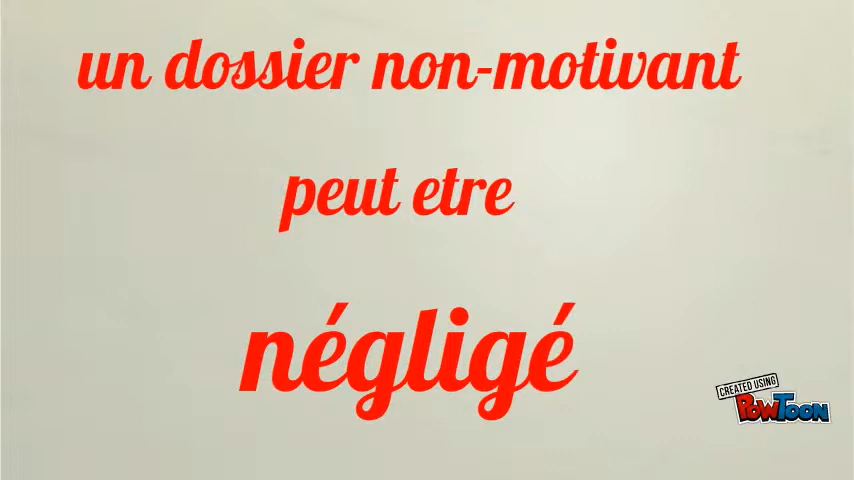 un dossier non-motivant
peut etre
négligé
CREATED USING
POWTOON